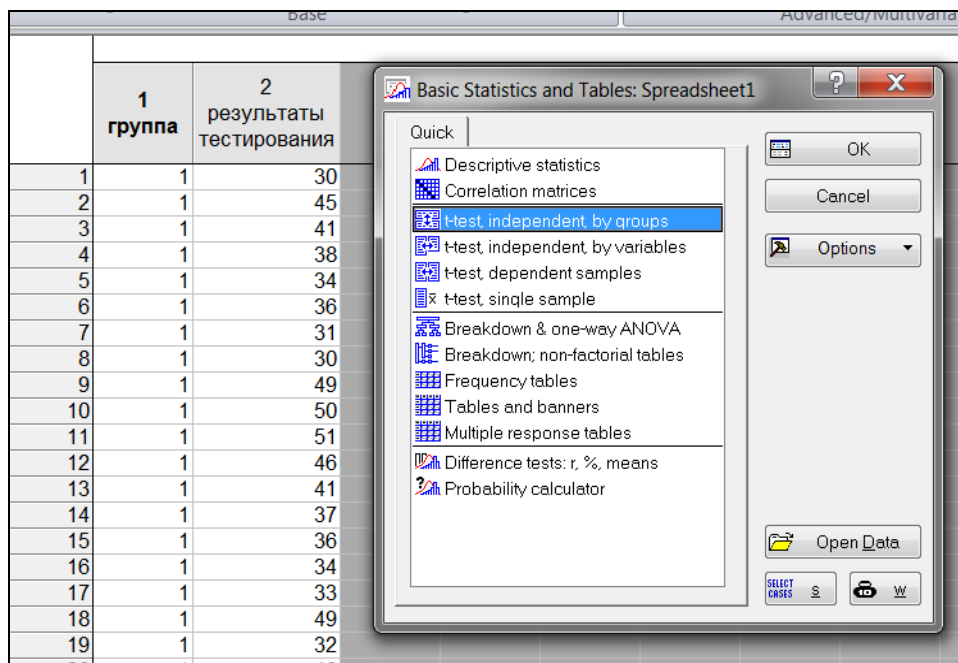 Base
Advanced/Multivaria
1
группа
2
результаты
тестирования
1 1 30
2 1 45
3 1 41
4 1 38
5 1 34
6 1 36
7 1 31
8 1 30
9 1 49
10 1 50
11 1 51
12 1 46
13 1 41
14 1 37
15 1 36
16 1 34
17 1 33
18 1 49
19 1 32
Basic Statistics and Tables: Spreadsheet1
?
X
Quick
Descriptive statistics
Correlation matrices
t-test, independent, by groups
t-test, independent, by variables
t-test, dependent samples
t-test, single sample
Breakdown & one-way ANOVA
Breakdown; non-factorial tables
Frequency tables
Tables and banners
Multiple response tables
Difference tests: r, %, means
Probability calculator
OK
Cancel
Options
Open Data
SELECT
CASES
S
W